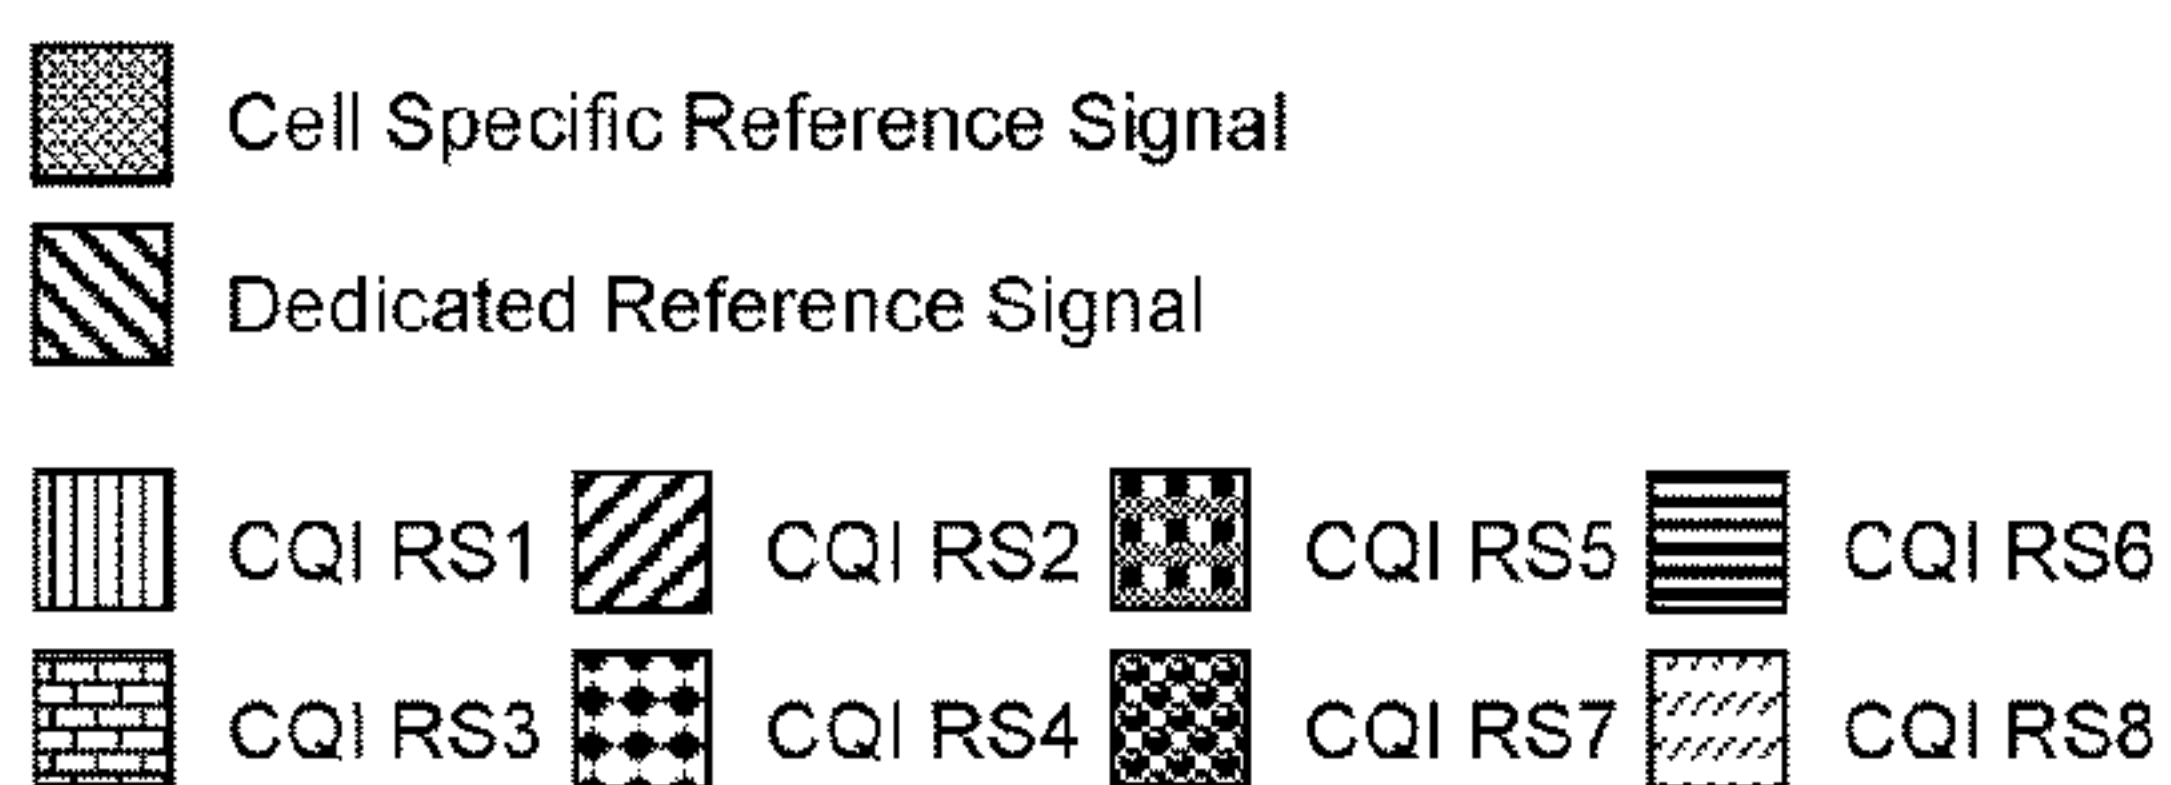 Cell Specific Reference Signal
Dedicated Reference Signal
CQI RS1 CQI RS2 CQI RS5 CQI RS6
CQI RS3 CQI RS4 CQI RS7 CQI RS8